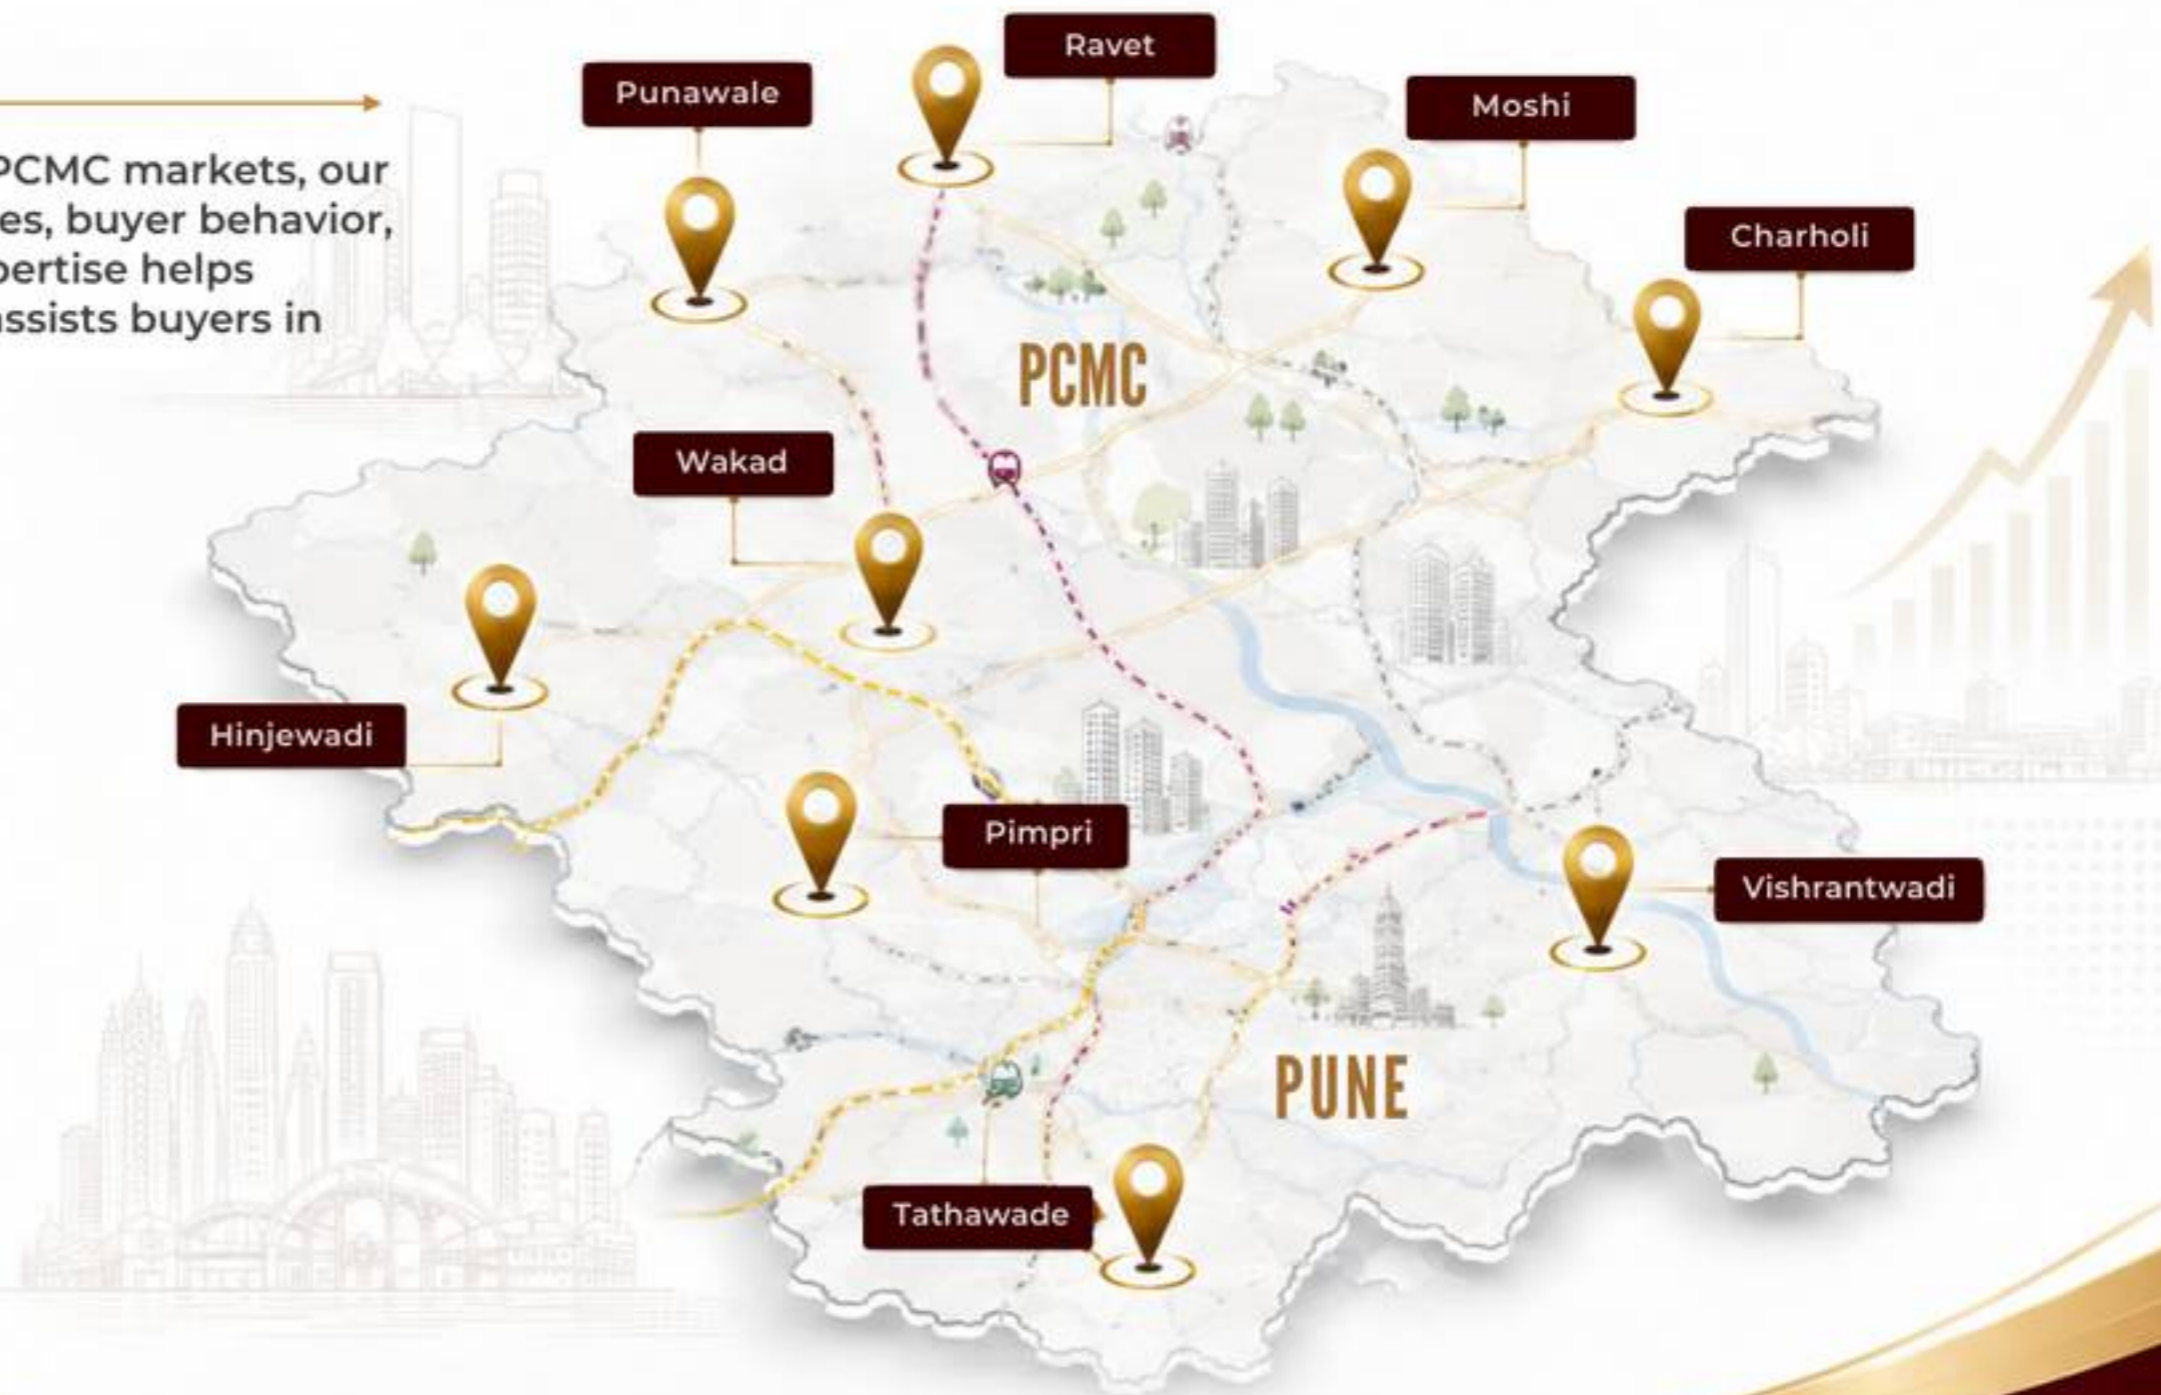 PCMC markets, our
es, buyer behavior,
pertise helps
assists buyers in
Ravet
Punawale
Moshi
Charholi
PCMC
Wakad
Hinjewadi
Pimpri
Vishrantwadi
PUNE
Tathawade